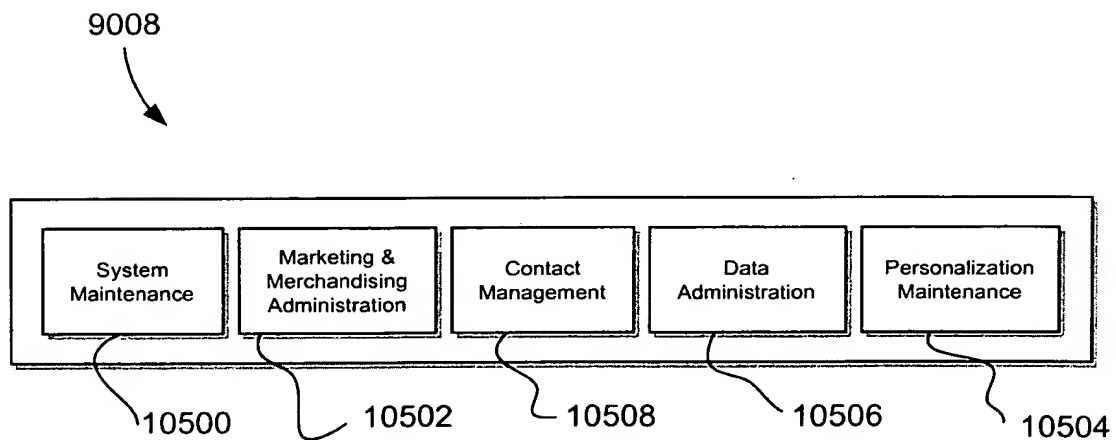 9008
System
Maintenance
Marketing &
Merchandising
Administration
Contact
Management
Data
Administration
Personalization
Maintenance
10500
10502
10508
10506
10504